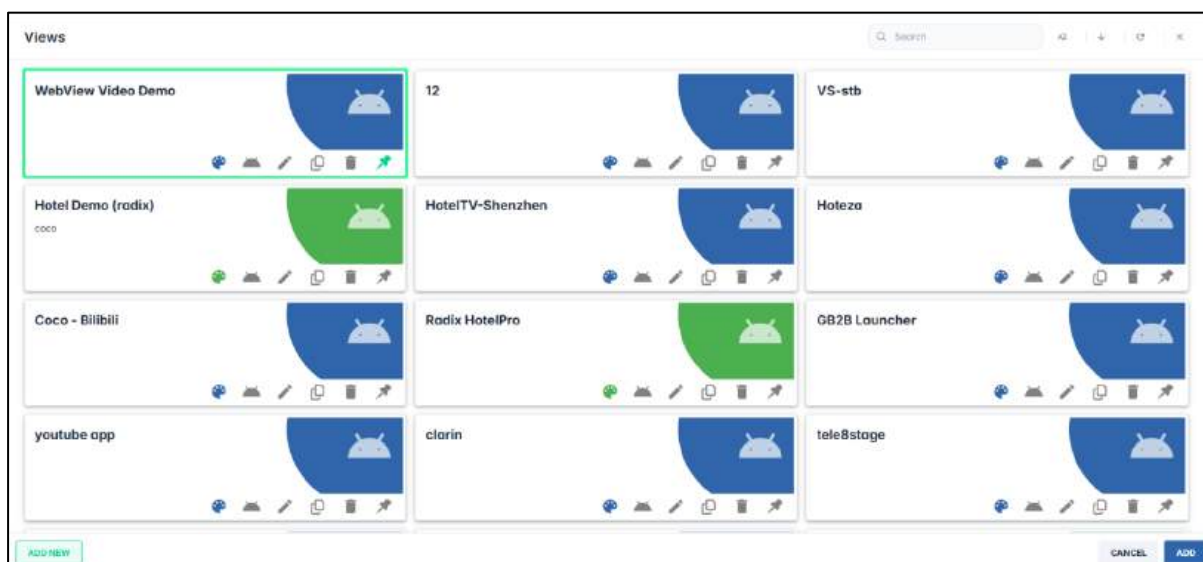 Views
Search
AZ
WebView Video Demo
12
VS-stb
Hotel Demo (radix)
coco
HotelTV-Shenzhen
Hoteza
Coco - Bilibili
Radix HotelPro
GB2B Launcher
youtube app
clarin
tele8stage
ADD NEW
CANCEL
ADD